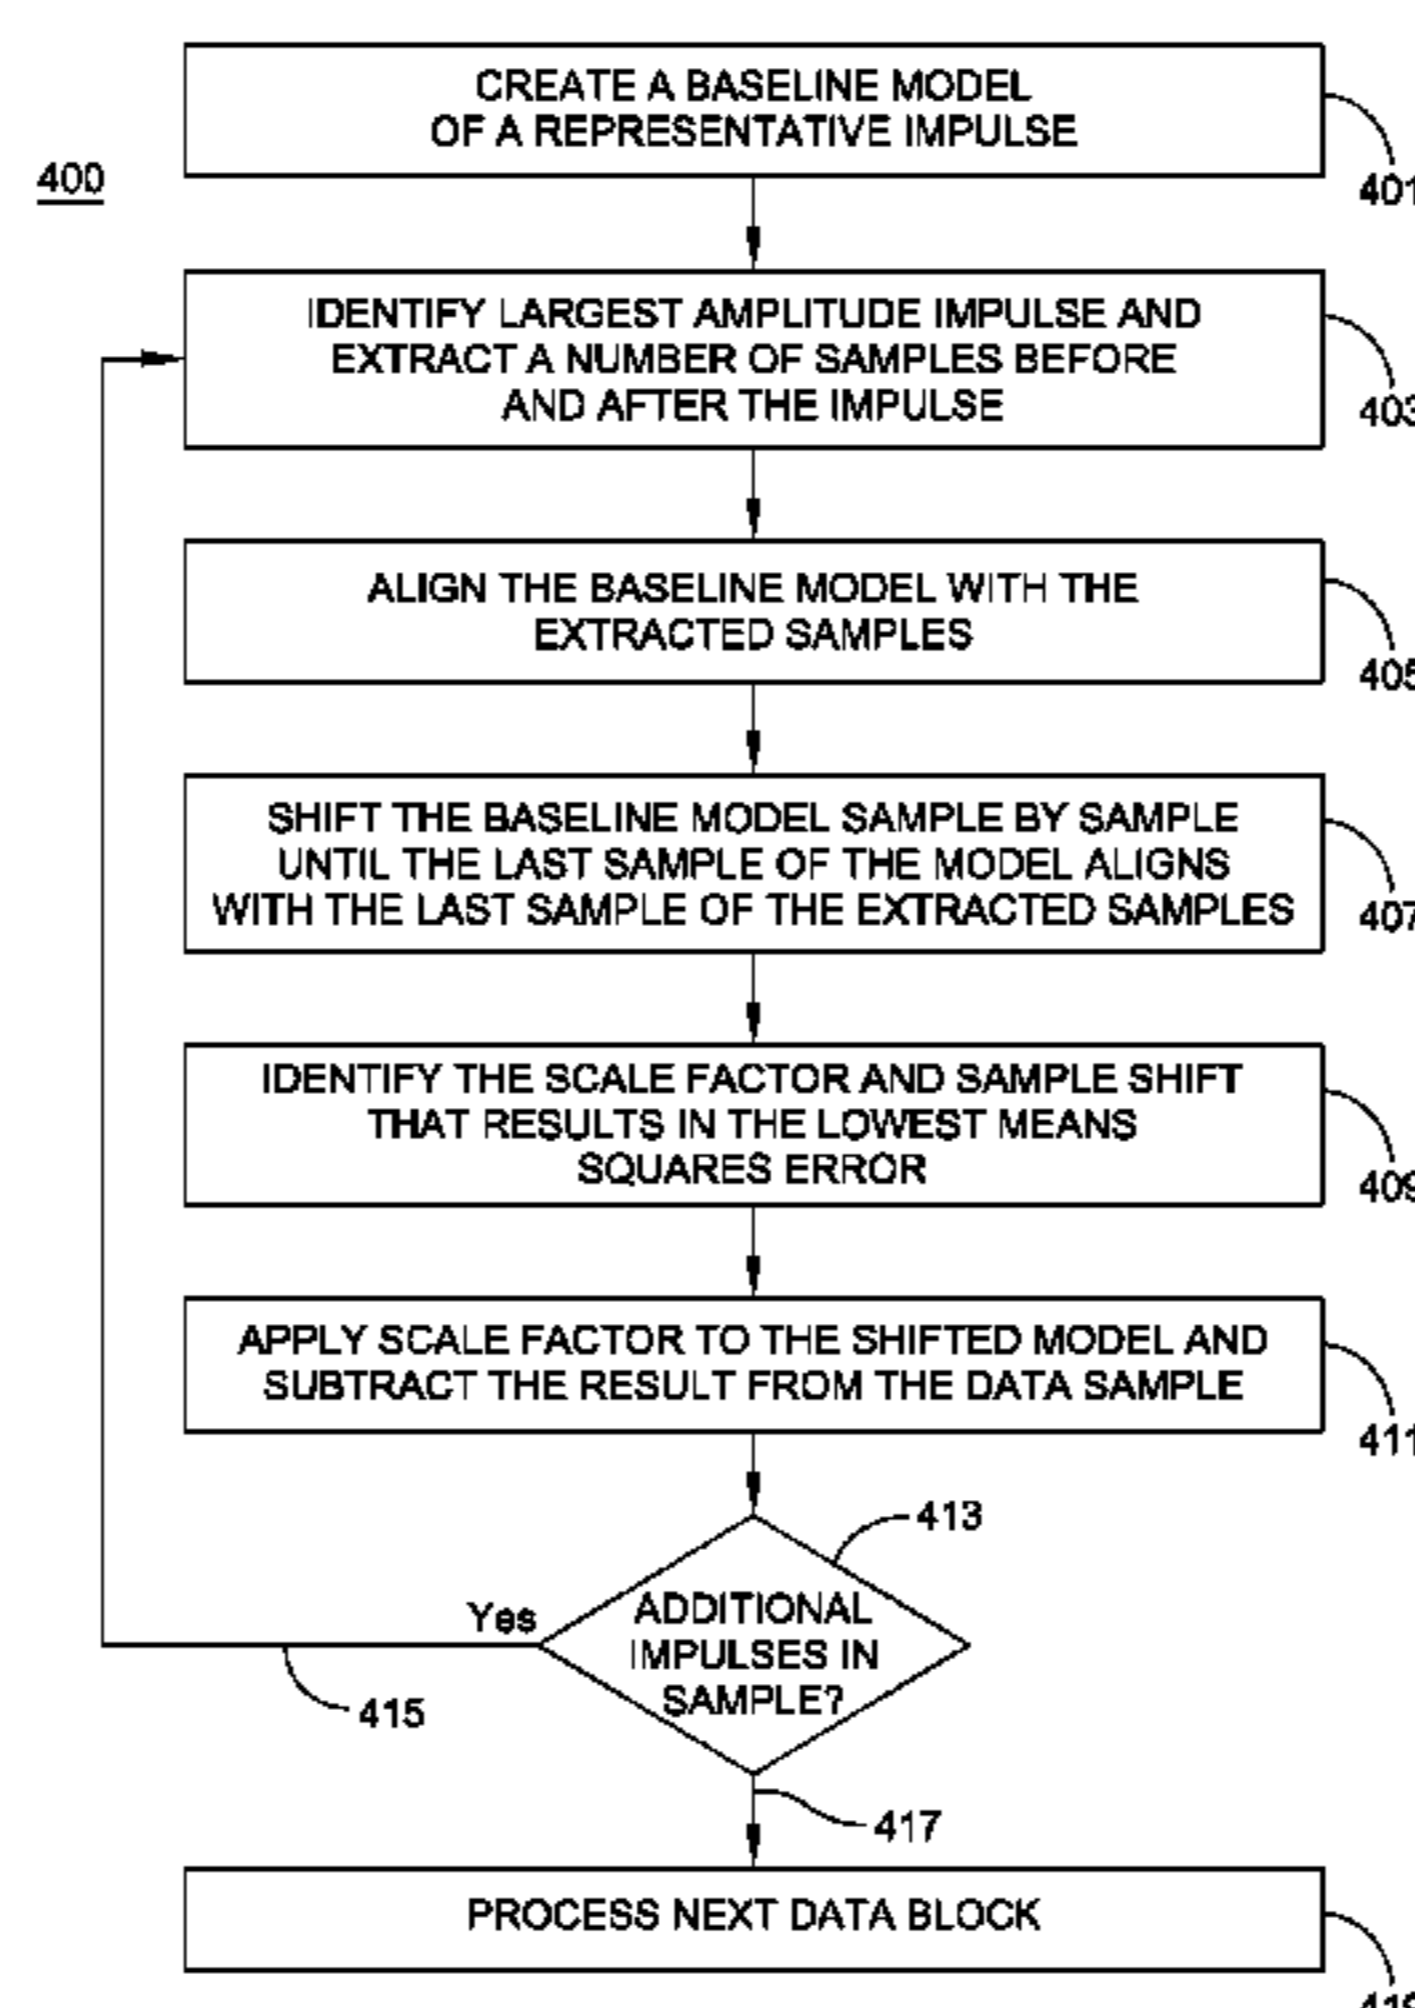 400
CREATE A BASELINE MODEL
OF A REPRESENTATIVE IMPULSE
401
IDENTIFY LARGEST AMPLITUDE IMPULSE AND
EXTRACT A NUMBER OF SAMPLES BEFORE
AND AFTER THE IMPULSE
403
ALIGN THE BASELINE MODEL WITH THE
EXTRACTED SAMPLES
405
SHIFT THE BASELINE MODEL SAMPLE BY SAMPLE
UNTIL THE LAST SAMPLE OF THE MODEL ALIGNS
WITH THE LAST SAMPLE OF THE EXTRACTED SAMPLES
407
IDENTIFY THE SCALE FACTOR AND SAMPLE SHIFT
THAT RESULTS IN THE LOWEST MEANS
SQUARES ERROR
409
APPLY SCALE FACTOR TO THE SHIFTED MODEL AND
SUBTRACT THE RESULT FROM THE DATA SAMPLE
411
413
Yes
ADDITIONAL
IMPULSES IN
SAMPLE?
415
417
PROCESS NEXT DATA BLOCK